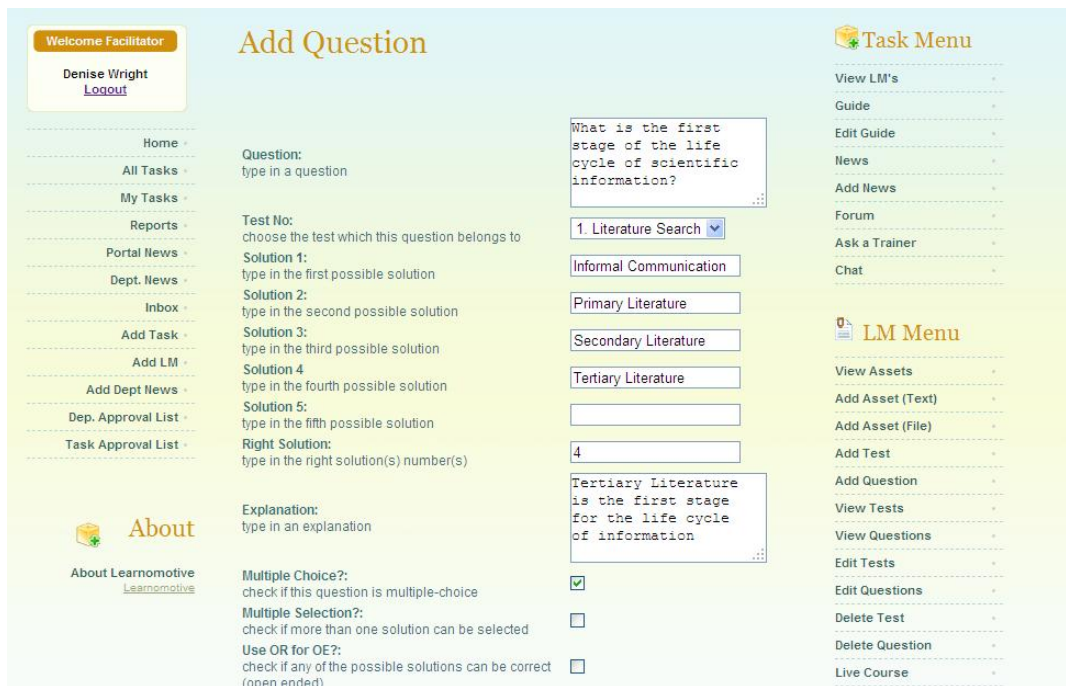 Welcome Facilitator
Denise Wright
Logout
Home
All Tasks
My Tasks
Reports
Portal News
Dept. News
Inbox
Add Task
Add LM
Add Dept News
Dep. Approval List
Task Approval List
About
About Learnomotive
Learnomotive
Add Question
Question:
type in a question
What is the first
stage of the life
cycle of scientific
information?
Test No:
choose the test which this question belongs to
1. Literature Search
Solution 1:
type in the first possible solution
Informal Communication
Solution 2:
type in the second possible solution
Primary Literature
Solution 3:
type in the third possible solution
Secondary Literature
Solution 4
type in the fourth possible solution
Tertiary Literature
Solution 5:
type in the fifth possible solution
Right Solution:
type in the right solution(s) number(s)
4
Explanation:
type in an explanation
Tertiary Literature
is the first stage
for the life cycle
of information
Multiple Choice?:
check if this question is multiple-choice
Multiple Selection?:
check if more than one solution can be selected
Use OR for OE?:
check if any of the possible solutions can be correct
(open ended)
Task Menu
View LM's
Guide
Edit Guide
News
Add News
Forum
Ask a Trainer
Chat
LM Menu
View Assets
Add Asset (Text)
Add Asset (File)
Add Test
Add Question
View Tests
View Questions
Edit Tests
Edit Questions
Delete Test
Delete Question
Live Course